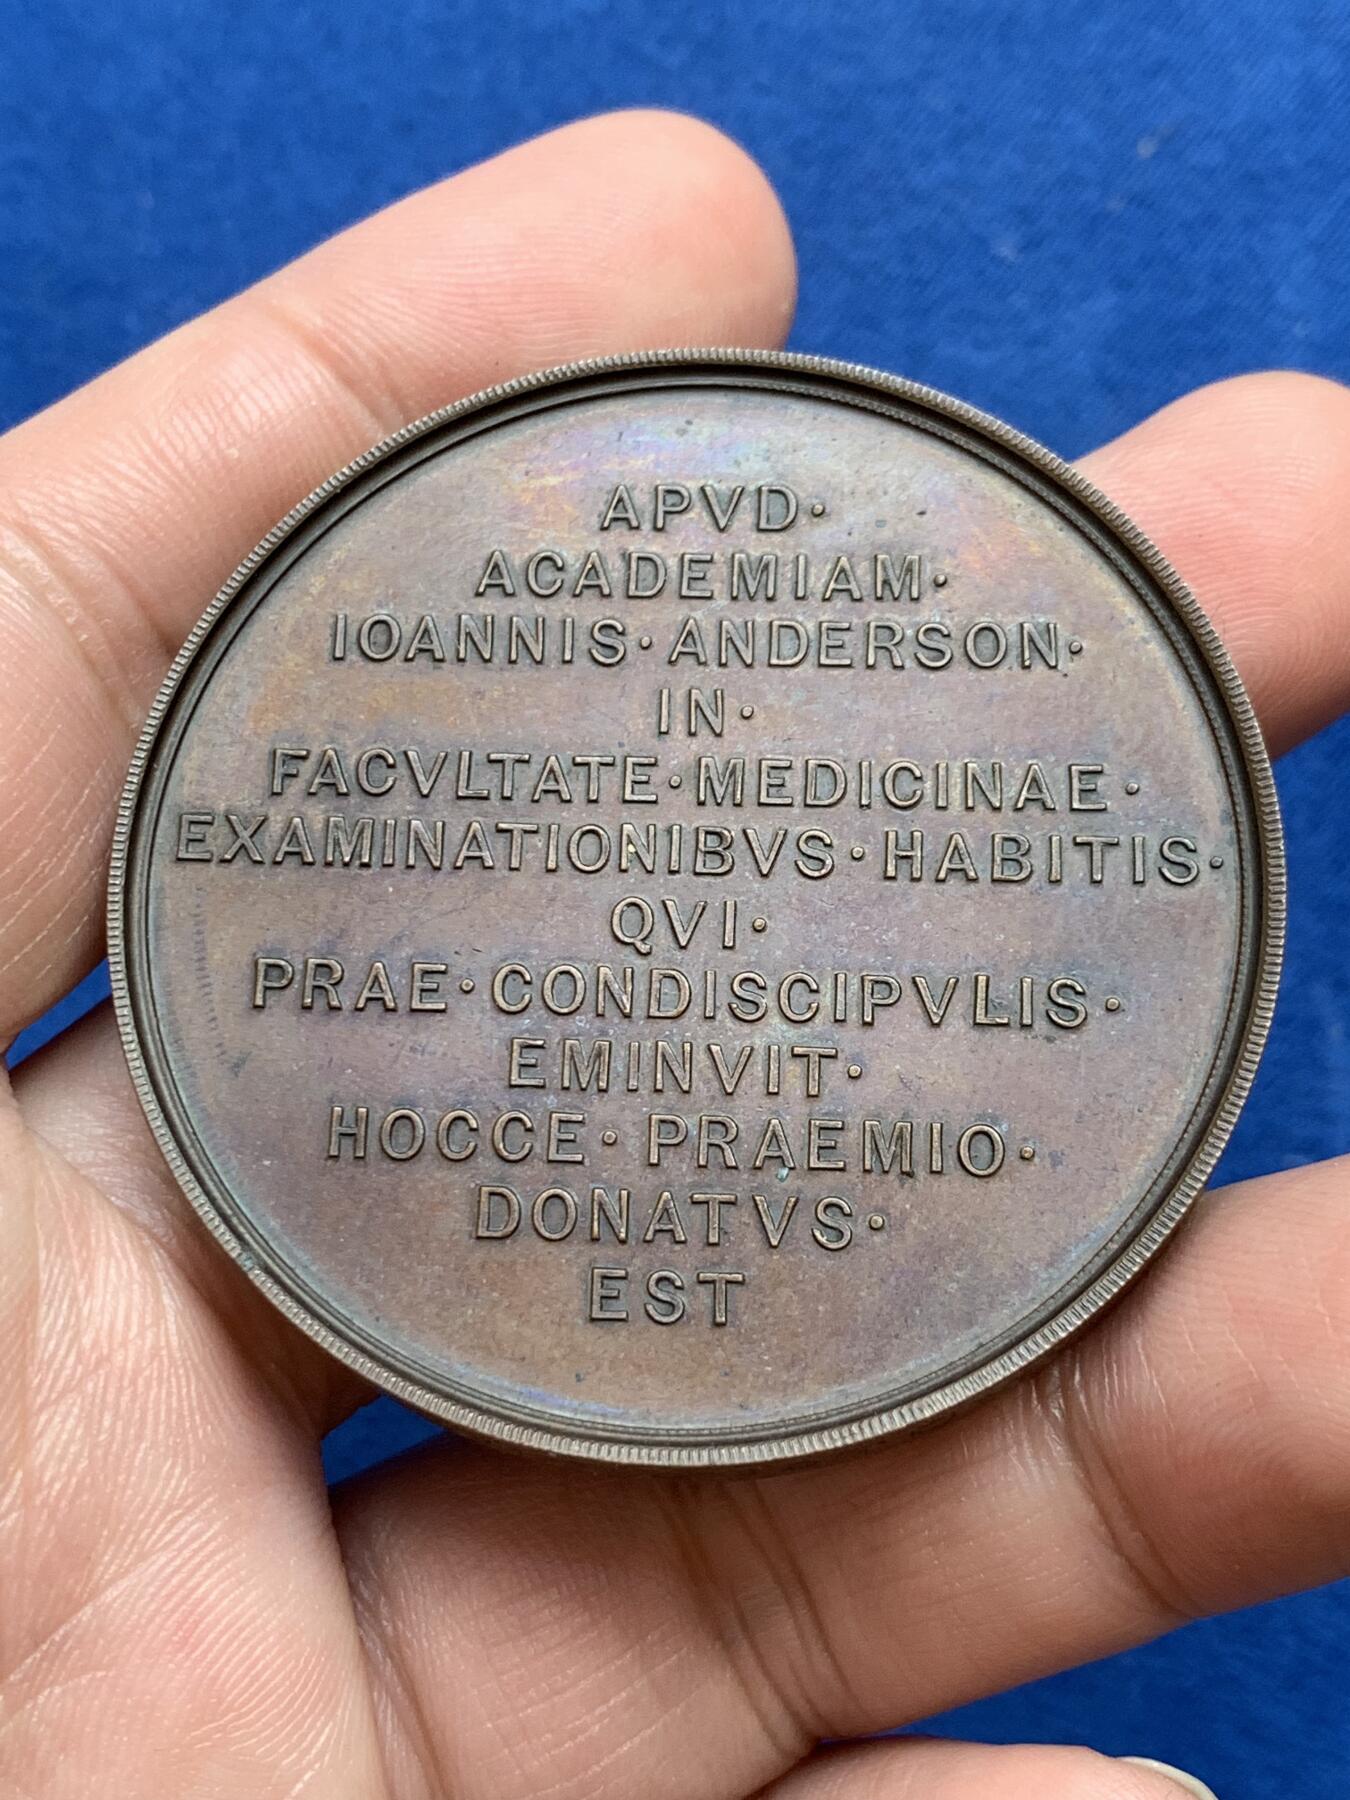 APVD·
ACADEMIAM·
IOANNIS·ANDERSON·
IN·
FACVLTATE·MEDICINAE·
EXAMINATIONIBVS·HABITIS·
QVI·
PRAE·CONDISCIPVLIS·
EMINVIT·
HOCCE·PRAEMIO·
DONATVS·
EST